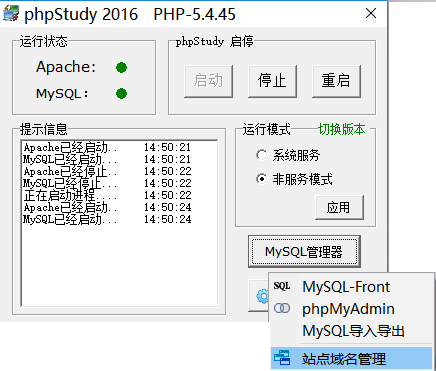 phpStudy 2016 PHP-5.4.45
运行状态
Apache:
MySQL:
phpStudy 启停
启动 停止 重启
提示信息
Apache已经启动.. 14:50:21
MySQL已经启动... 14:50:21
Apache已经停止.. 14:50:22
MySQL已经停止... 14:50:22
正在启动进程.... 14:50:22
Apache已经启动.. 14:50:24
MySQL已经启动... 14:50:24
运行模式 切换版本
系统服务
非服务模式
应用
MySQL管理器
SQL MySQL-Front
phpMyAdmin
MySQL导入导出
站点域名管理